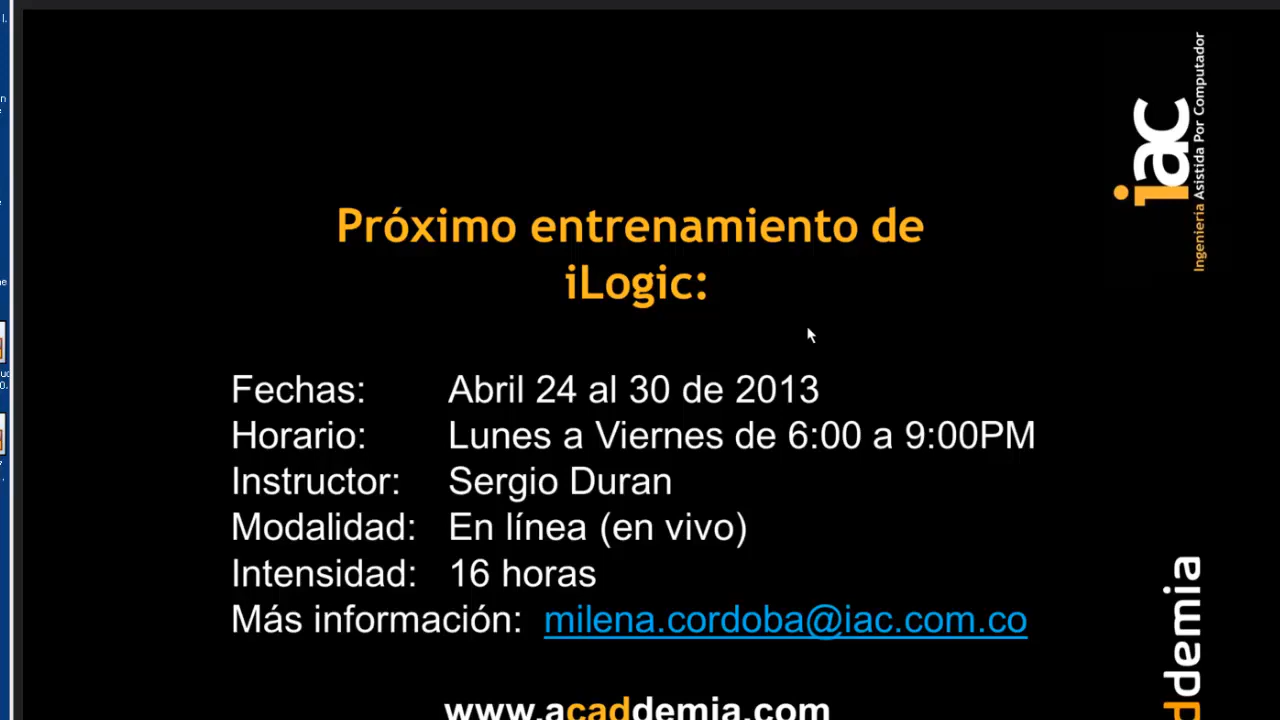 Próximo entrenamiento de
iLogic:
Fechas: Abril 24 al 30 de 2013
Horario: Lunes a Viernes de 6:00 a 9:00PM
Instructor: Sergio Duran
Modalidad: En línea (en vivo)
Intensidad: 16 horas
Más información: milena.cordoba@iac.com.co
www.acaddemia.com
iac
Ingenieria Asistida Por Computador
ddemia